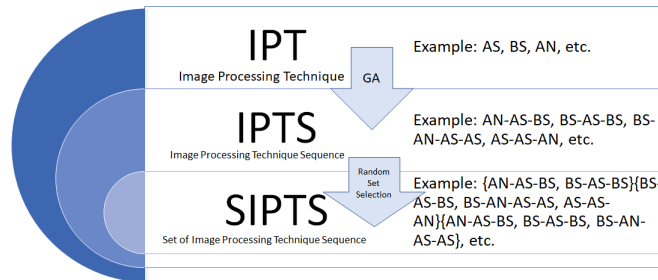 IPT
Image Processing Technique
Example: AS, BS, AN, etc.
GA
IPTS
Image Processing Technique Sequence
Example: AN-AS-BS, BS-AS-BS, BS-
AN-AS-AS, AS-AS-AN, etc.
Random
Set
Selection
SIPTS
Set of Image Processing Technique Sequence
Example: {AN-AS-BS, BS-AS-BS}{BS-
AS-BS, BS-AN-AS-AS, AS-AS-
AN}{AN-AS-BS, BS-AS-BS, BS-AN-
AS-AS}, etc.